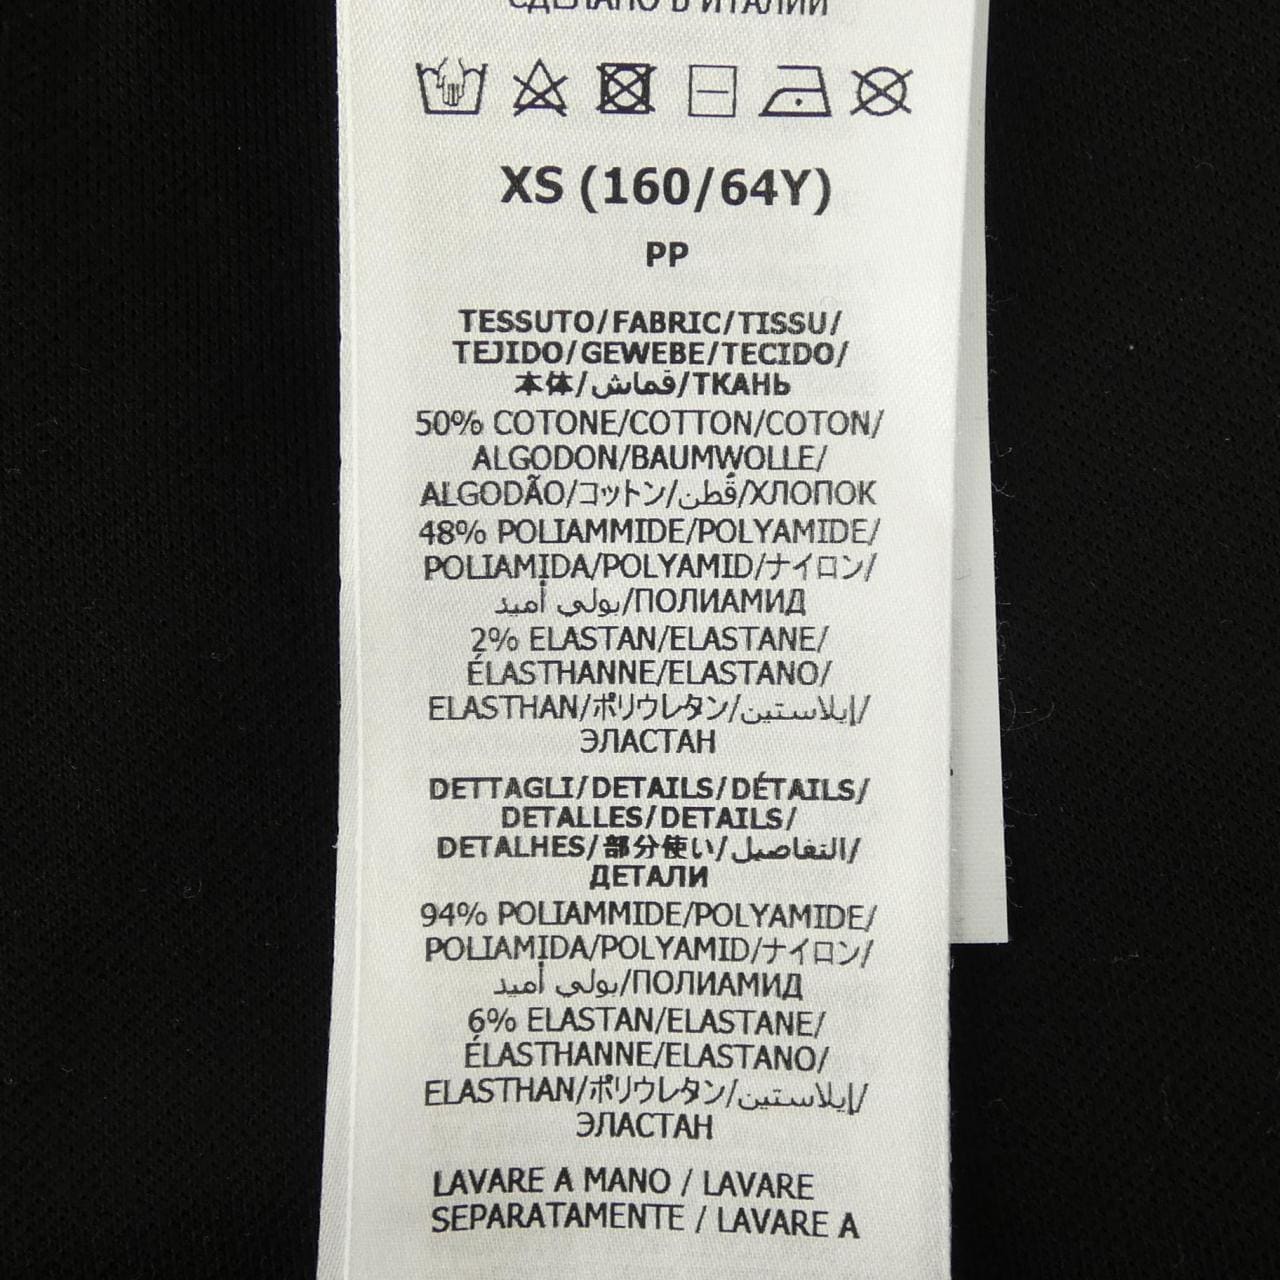 СДЕЛАНО В ИТАЛИИ
XS (160/64Y)
PP
TESSUTO/FABRIC/TISSU/
TEJIDO/GEWEBE/TECIDO/
本体/قماش/ТКАНЬ
50% COTONE/COTTON/COTON/
ALGODON/BAUMWOLLE/
ALGODÃO/コットン/قُطن/ХЛОПОК
48% POLIAMMIDE/POLYAMIDE/
POLIAMIDA/POLYAMID/ナイロン/
بولي أميد/ПОЛИАМИД
2% ELASTAN/ELASTANE/
ÉLASTHANNE/ELASTANO/
ELASTHAN/ポリウレタン/إيلاستين/
ЭЛАСТАН
DETTAGLI/DETAILS/DÉTAILS/
DETALLES/DETAILS/
DETALHES/部分使い/التفاصيل/
ДЕТАЛИ
94% POLIAMMIDE/POLYAMIDE/
POLIAMIDA/POLYAMID/ナイロン/
بولي أميد/ПОЛИАМИД
6% ELASTAN/ELASTANE/
ÉLASTHANNE/ELASTANO/
ELASTHAN/ポリウレタン/إيلاستين/
ЭЛАСТАН
LAVARE A MANO / LAVARE
SEPARATAMENTE / LAVARE A